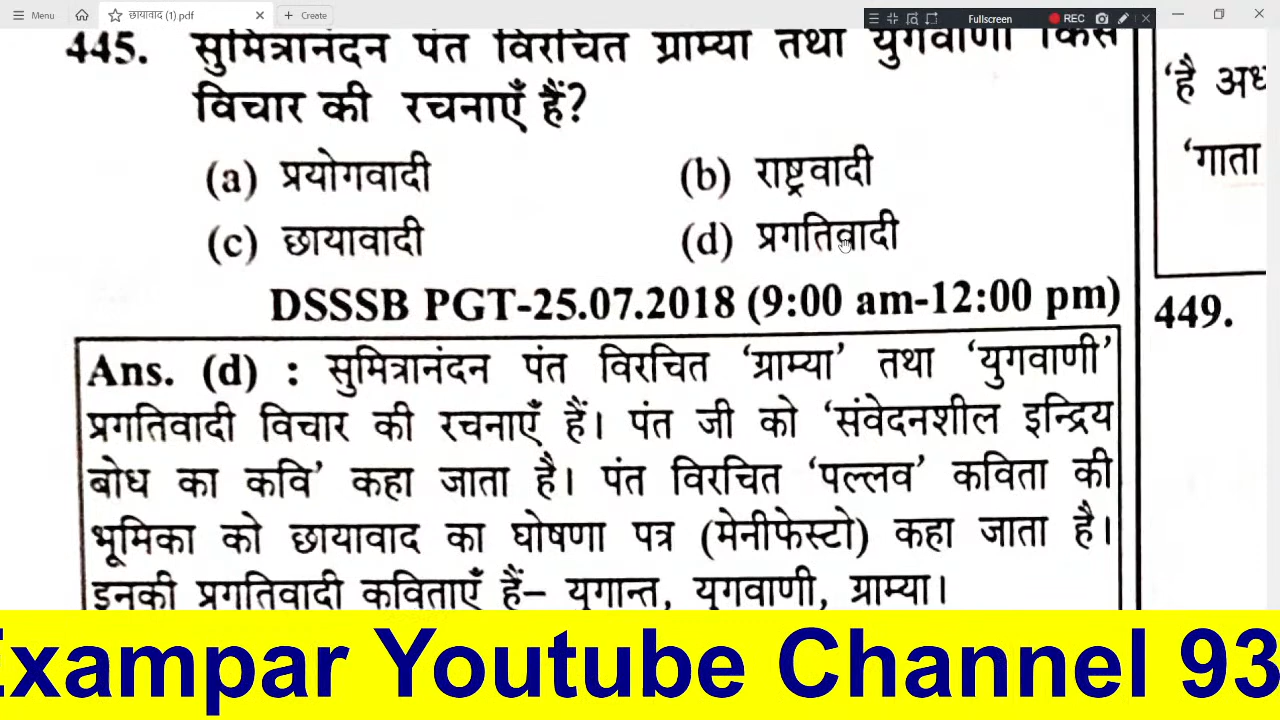 Menu
छायावाद (1).pdf
Create
Fullscreen
REC
445. सुमित्रानंदन पंत विरचित ग्राम्या तथा युगवाणी किस
विचार की रचनाएँ हैं?
(a) प्रयोगवादी (b) राष्ट्रवादी
(c) छायावादी (d) प्रगतिवादी
DSSSB PGT-25.07.2018 (9:00 am-12:00 pm)
Ans. (d) : सुमित्रानंदन पंत विरचित 'ग्राम्या' तथा 'युगवाणी'
प्रगतिवादी विचार की रचनाएँ हैं। पंत जी को 'संवेदनशील इन्द्रिय
बोध का कवि' कहा जाता है। पंत विरचित 'पल्लव' कविता की
भूमिका को छायावाद का घोषणा पत्र (मेनीफेस्टो) कहा जाता है।
इनकी प्रगतिवादी कविताएँ हैं– युगान्त, युगवाणी, ग्राम्या।
'है
'गाता
449.
Exampar Youtube Channel 93